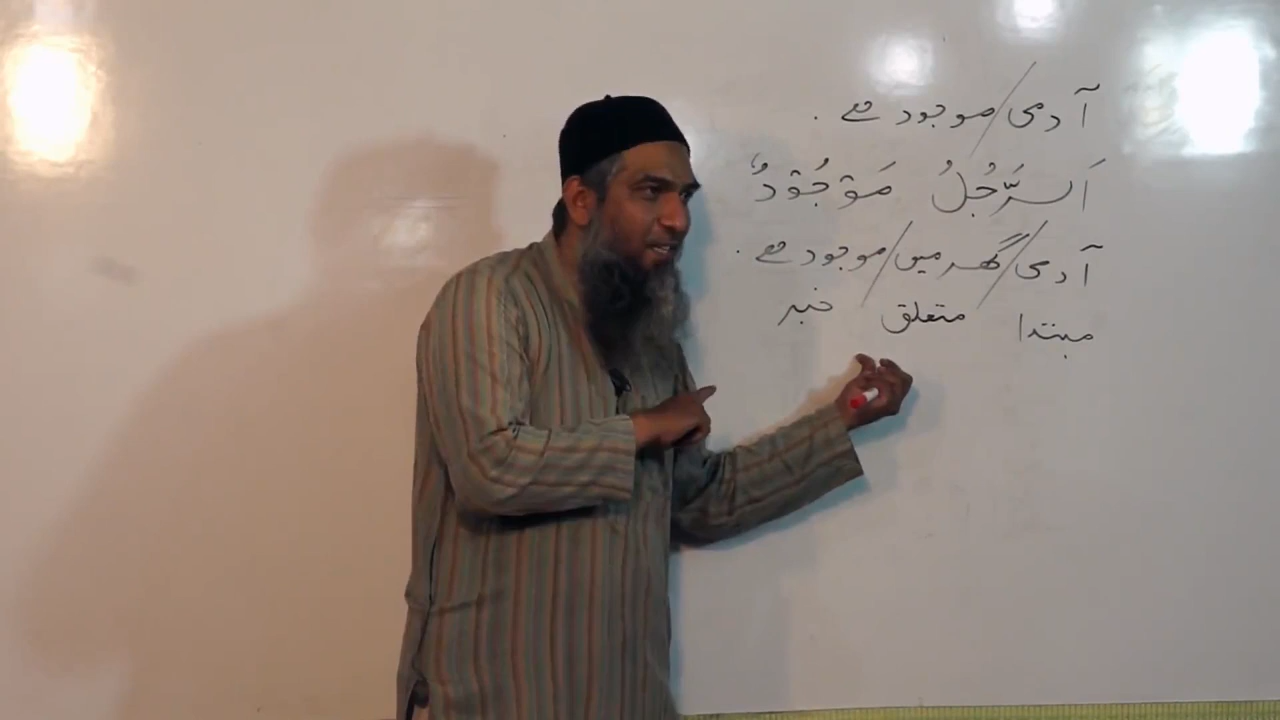 آدمی / موجود ہے ۔
اَلرَّجُلُ مَوْجُوْدٌ
آدمی / گھر میں / موجود ہے ۔
مبتدا متعلق خبر